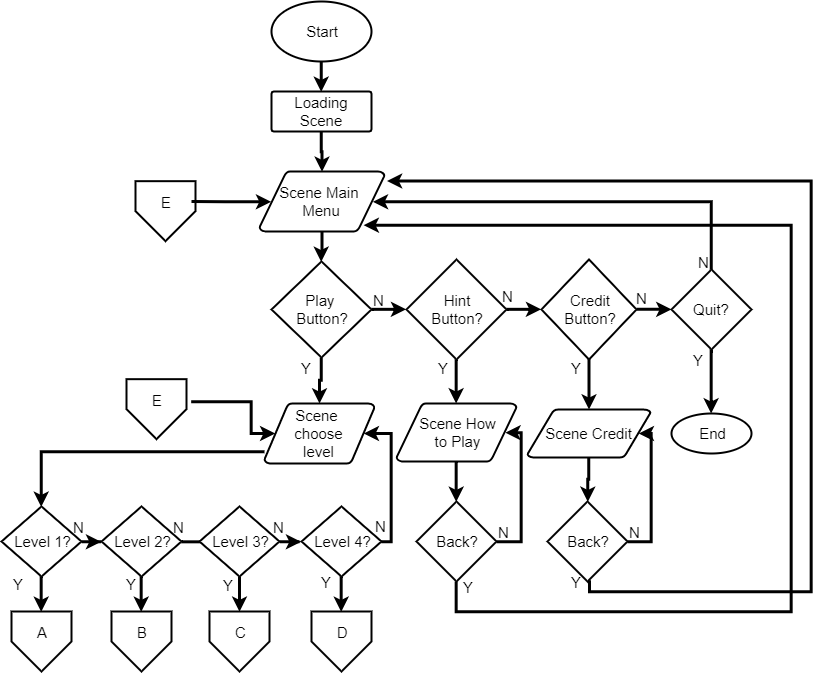 Start
Loading
Scene
E
Scene Main
Menu
N
Play
Button?
N
Hint
Button?
N
Credit
Button?
N
Quit?
Y
Y
Y
Y
E
Scene
choose
level
Scene How
to Play
Scene Credit
End
Level 1?
N
Level 2?
N
Level 3?
N
Level 4?
N
Back?
N
Back?
N
Y
Y
Y
Y
Y
Y
A
B
C
D